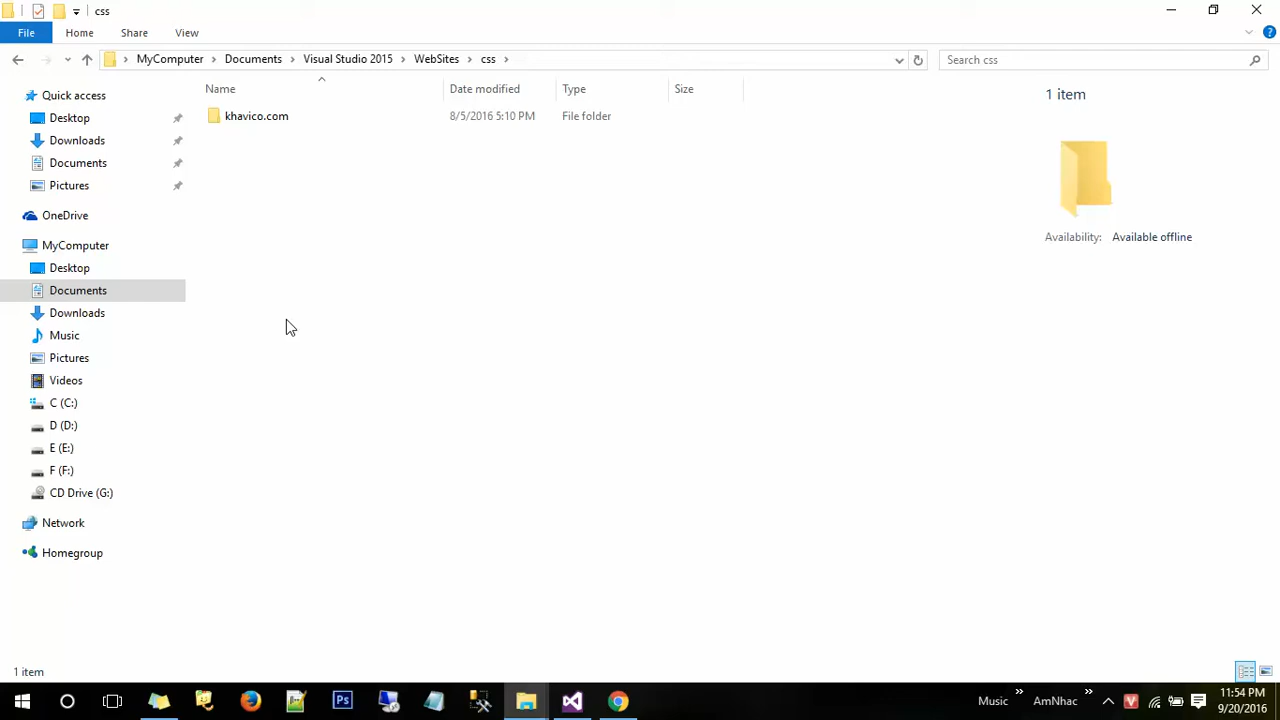 css
File Home Share View
MyComputer Documents Visual Studio 2015 WebSites css Search css
Name Date modified Type Size
khavico.com 8/5/2016 5:10 PM File folder
1 item
Availability: Available offline
Quick access
Desktop
Downloads
Documents
Pictures
OneDrive
MyComputer
Desktop
Documents
Downloads
Music
Pictures
Videos
C (C:)
D (D:)
E (E:)
F (F:)
CD Drive (G:)
Network
Homegroup
1 item
Ps Music » AmNhac » V 11:54 PM
9/20/2016